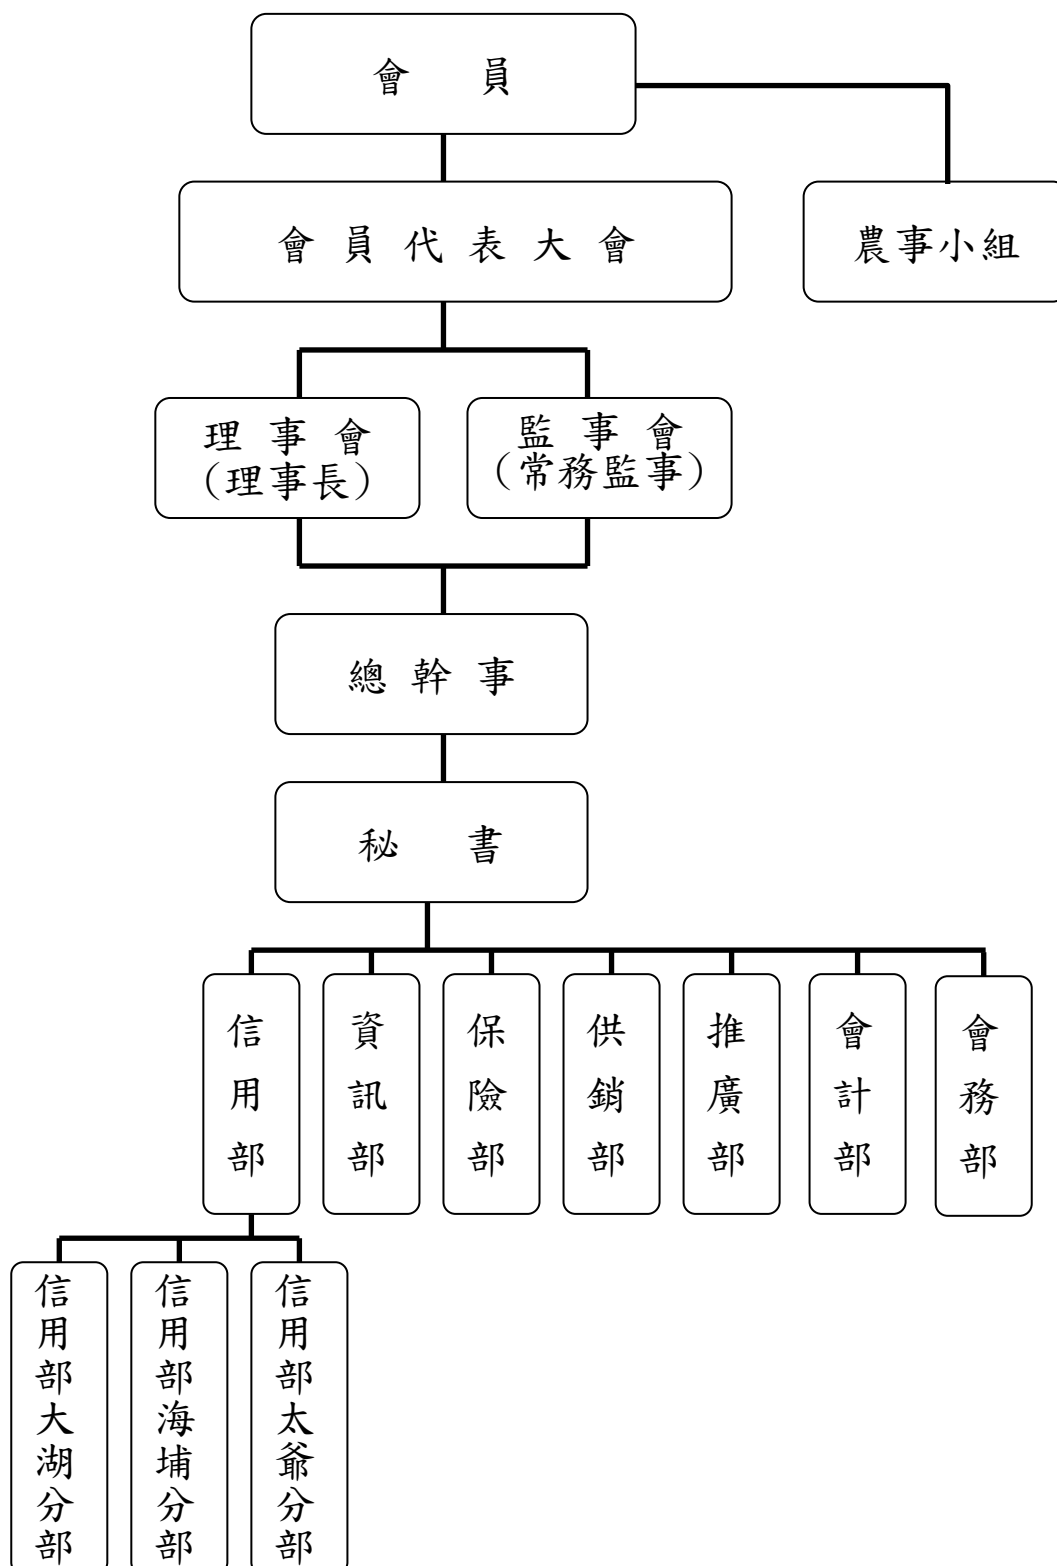 會員
會員代表大會
農事小組
理事會
(理事長)
監事會
(常務監事)
總幹事
秘書
信用部
資訊部
保險部
供銷部
推廣部
會計部
會務部
信用部大湖分部
信用部海埔分部
信用部太爺分部